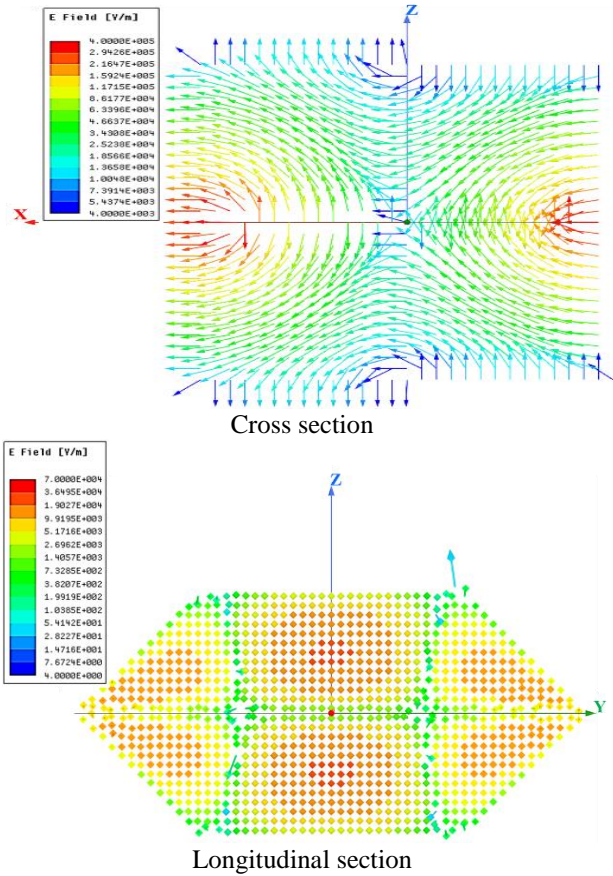 E Field [V/m]
4.0000E+005
2.9426E+005
2.1647E+005
1.5924E+005
1.1715E+005
8.6177E+004
6.3396E+004
4.6637E+004
3.4308E+004
2.5238E+004
1.8566E+004
1.3658E+004
1.0048E+004
7.3914E+003
5.4374E+003
4.0000E+003
Z
X
Cross section
E Field [V/m]
7.0000E+004
3.6495E+004
1.9027E+004
9.9195E+003
5.1716E+003
2.6962E+003
1.4057E+003
7.3285E+002
3.8207E+002
1.9919E+002
1.0385E+002
5.4142E+001
2.8227E+001
1.4716E+001
7.6724E+000
4.0000E+000
Z
Y
Longitudinal section